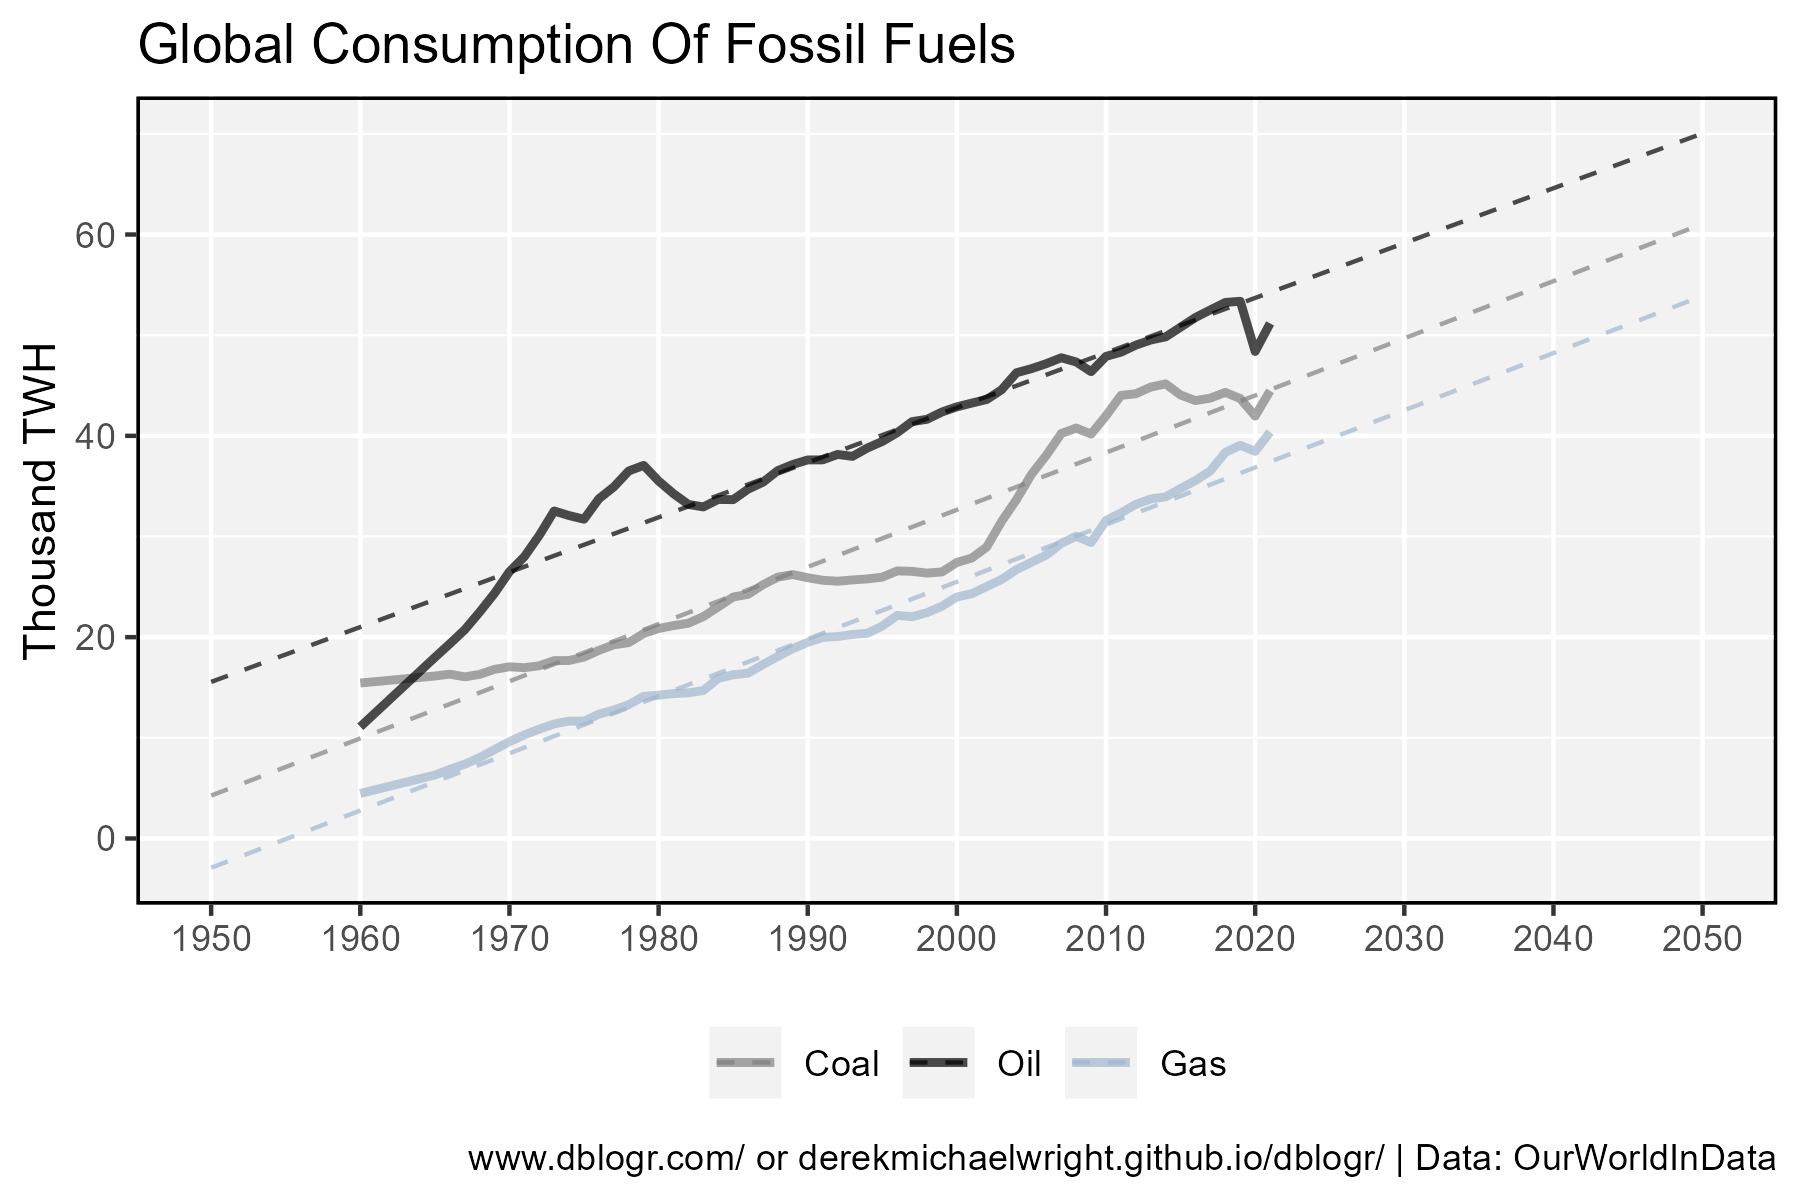 Global Consumption Of Fossil Fuels
Thousand TWH
60
40
20
0
1950 1960 1970 1980 1990 2000 2010 2020 2030 2040 2050
Coal Oil Gas
www.dblogr.com/ or derekmichaelwright.github.io/dblogr/ | Data: OurWorldInData